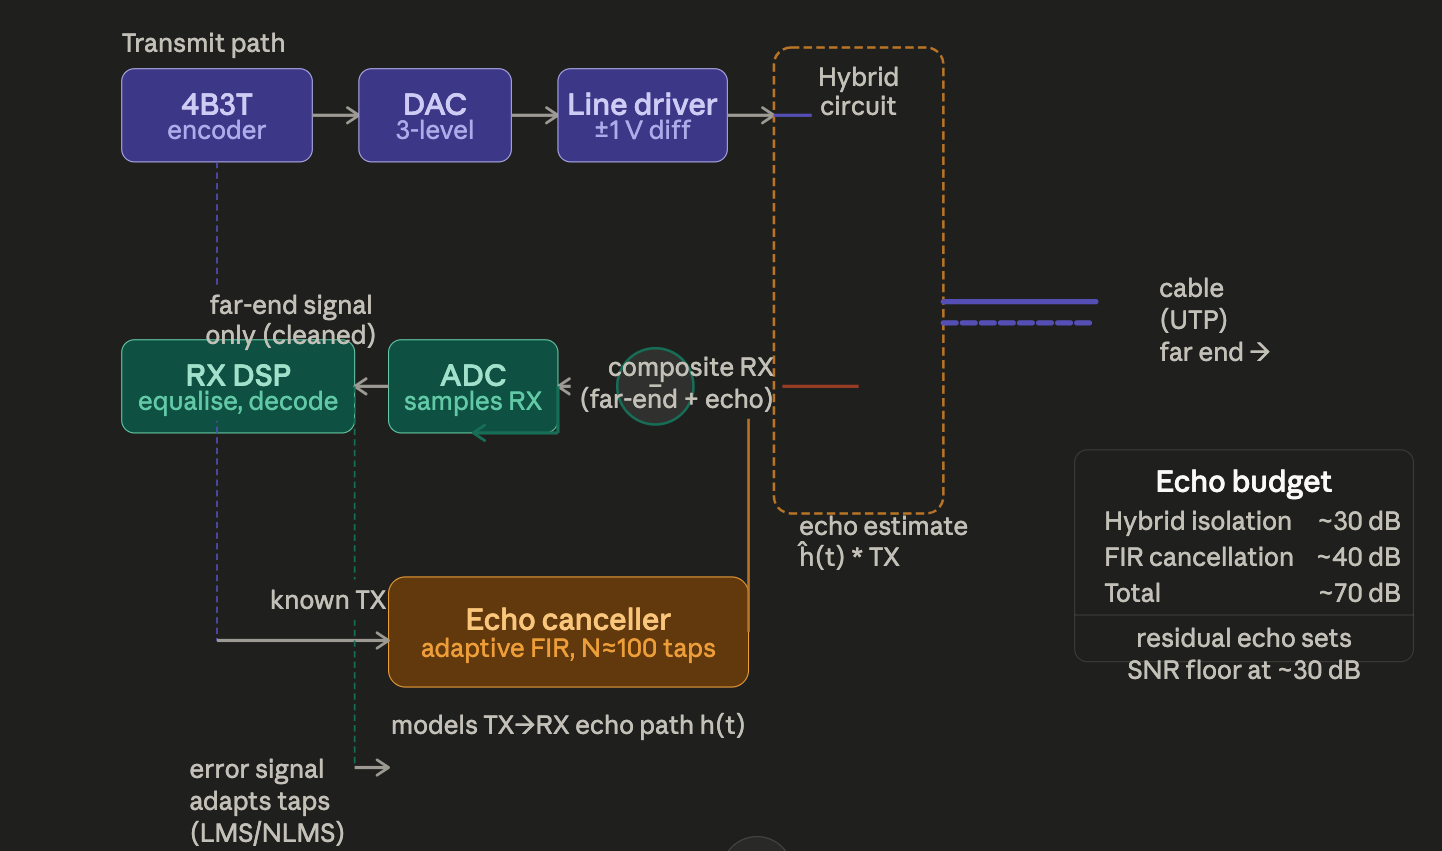 Transmit path
4B3T
encoder
DAC
3-level
Line driver
±1 V diff
Hybrid
circuit
cable
(UTP)
far end →
far-end signal
only (cleaned)
RX DSP
equalise, decode
ADC
samples RX
−
composite RX
(far-end + echo)
echo estimate
ĥ(t) * TX
known TX
Echo canceller
adaptive FIR, N≈100 taps
models TX→RX echo path h(t)
error signal
adapts taps
(LMS/NLMS)
Echo budget
Hybrid isolation ~30 dB
FIR cancellation ~40 dB
Total ~70 dB
residual echo sets
SNR floor at ~30 dB